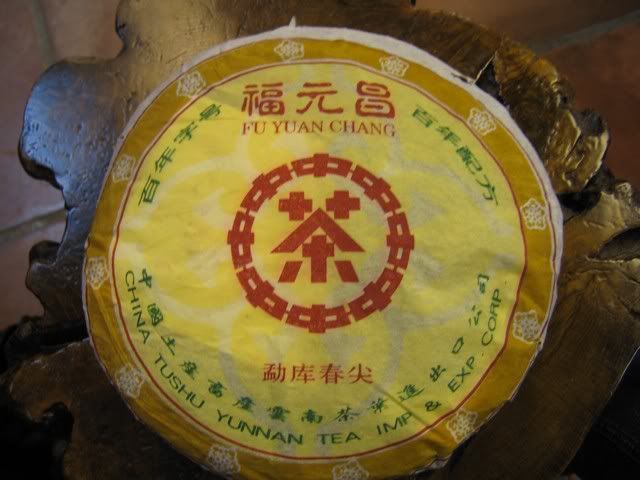 福元昌
FU YUAN CHANG
百年字号
百年配方
茶
勐库春尖
中國土產畜產雲南茶葉進出口公司
CHINA TUSHU YUNNAN TEA IMP & EXP. CORP.